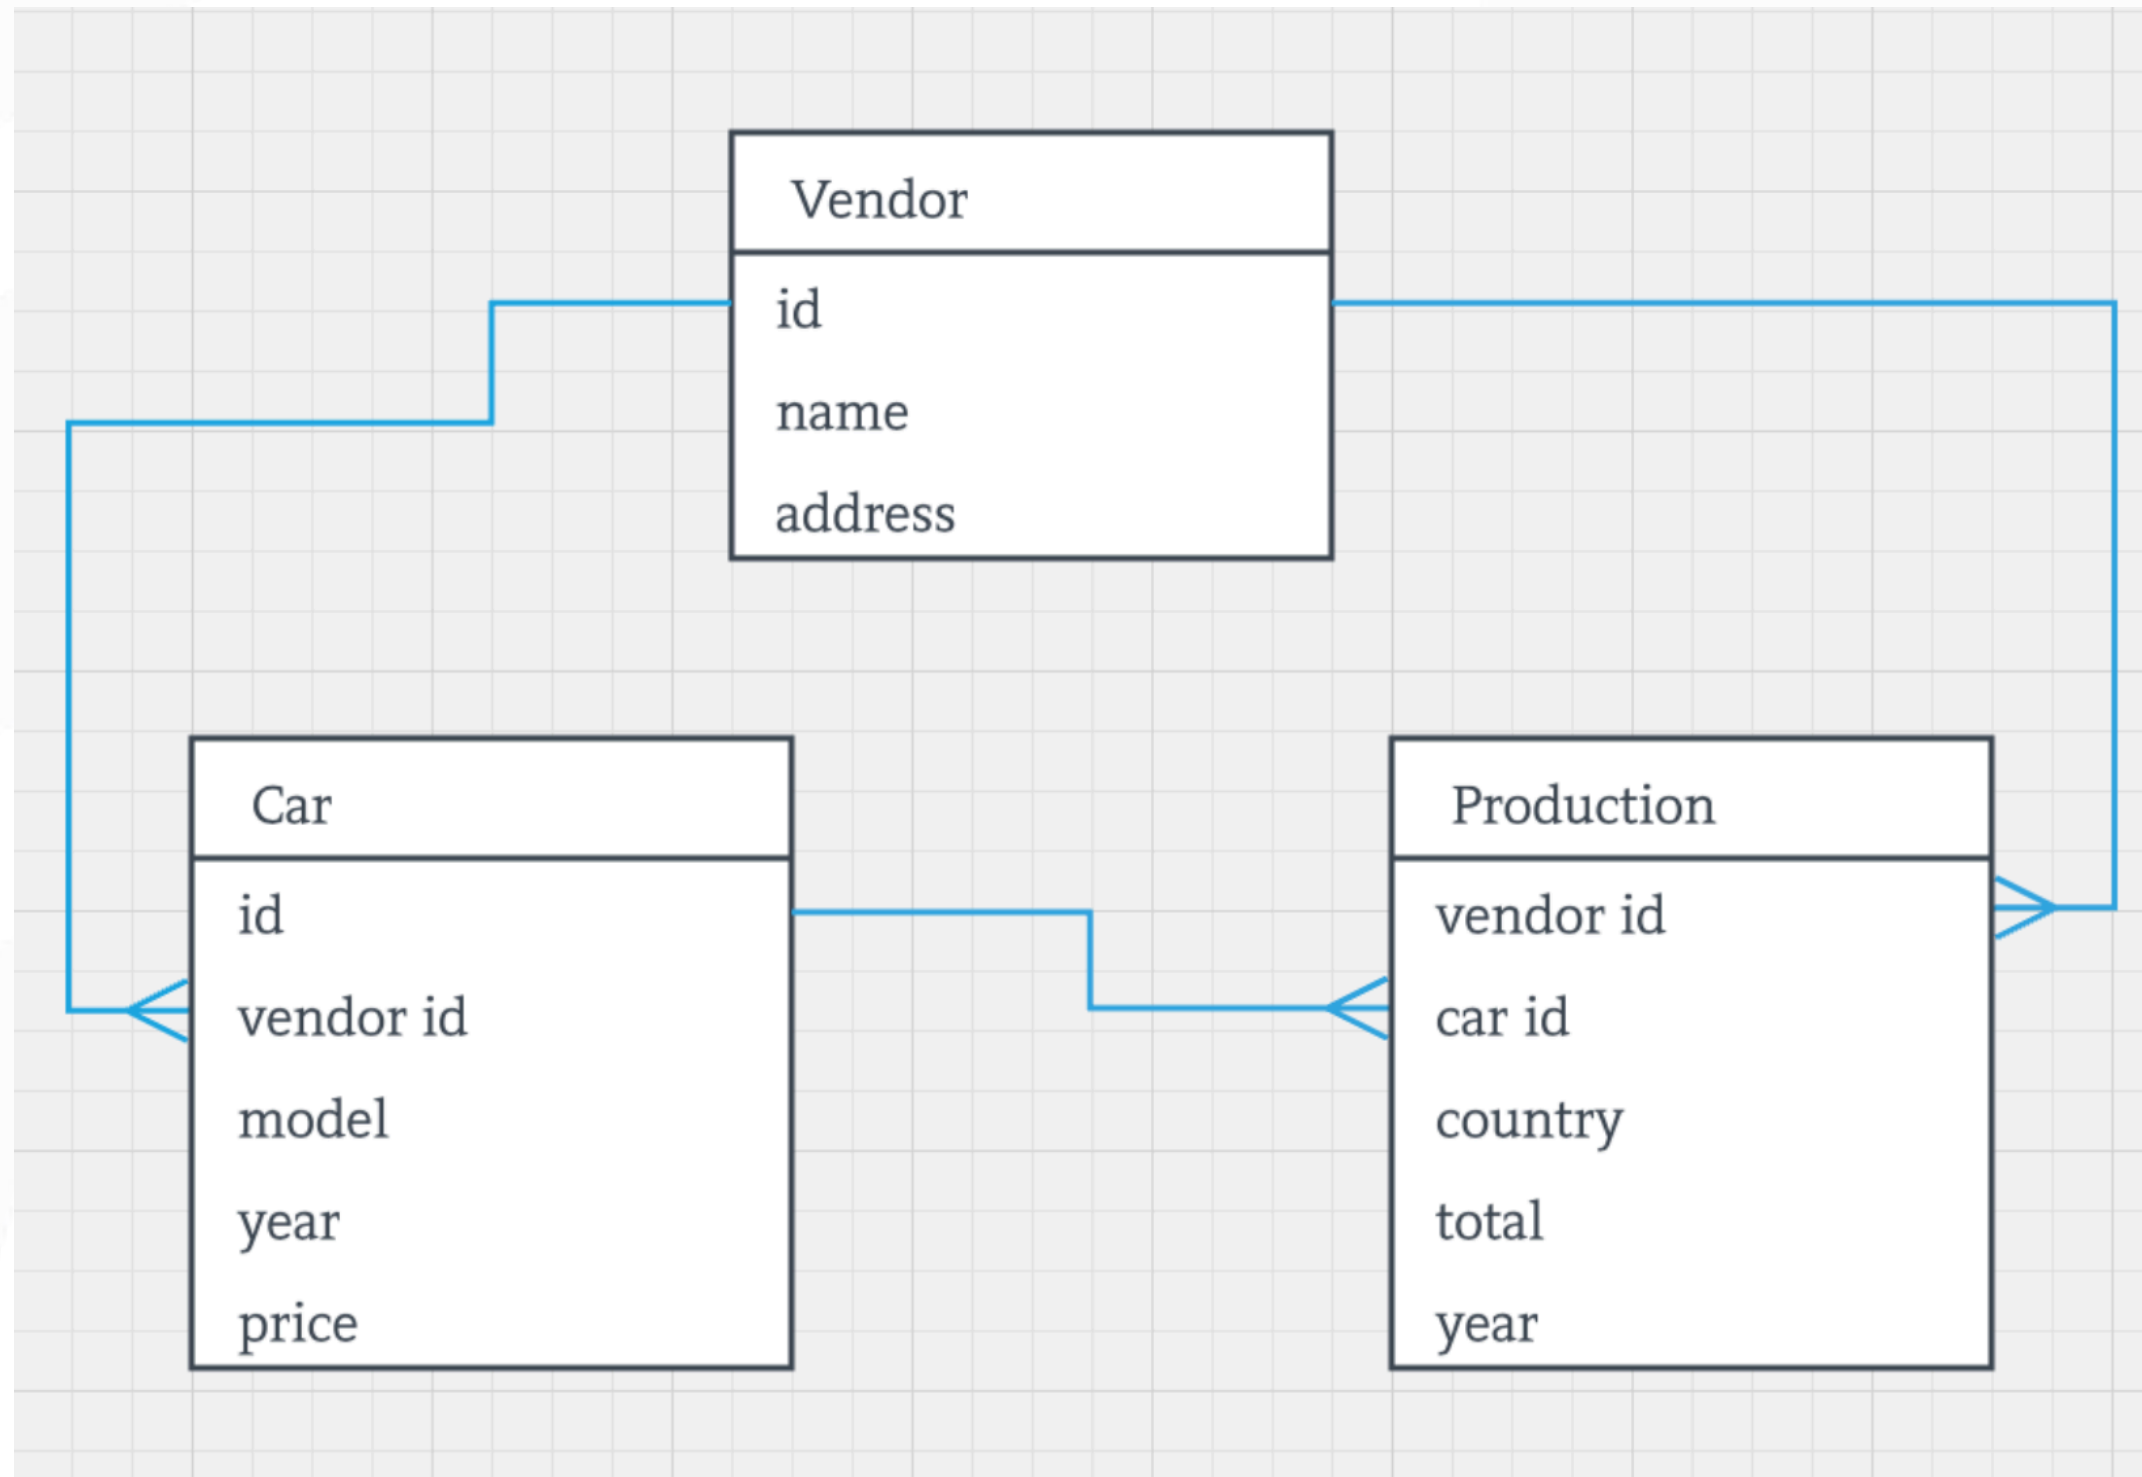 Vendor
id
name
address
Car
id
vendor id
model
year
price
Production
vendor id
car id
country
total
year